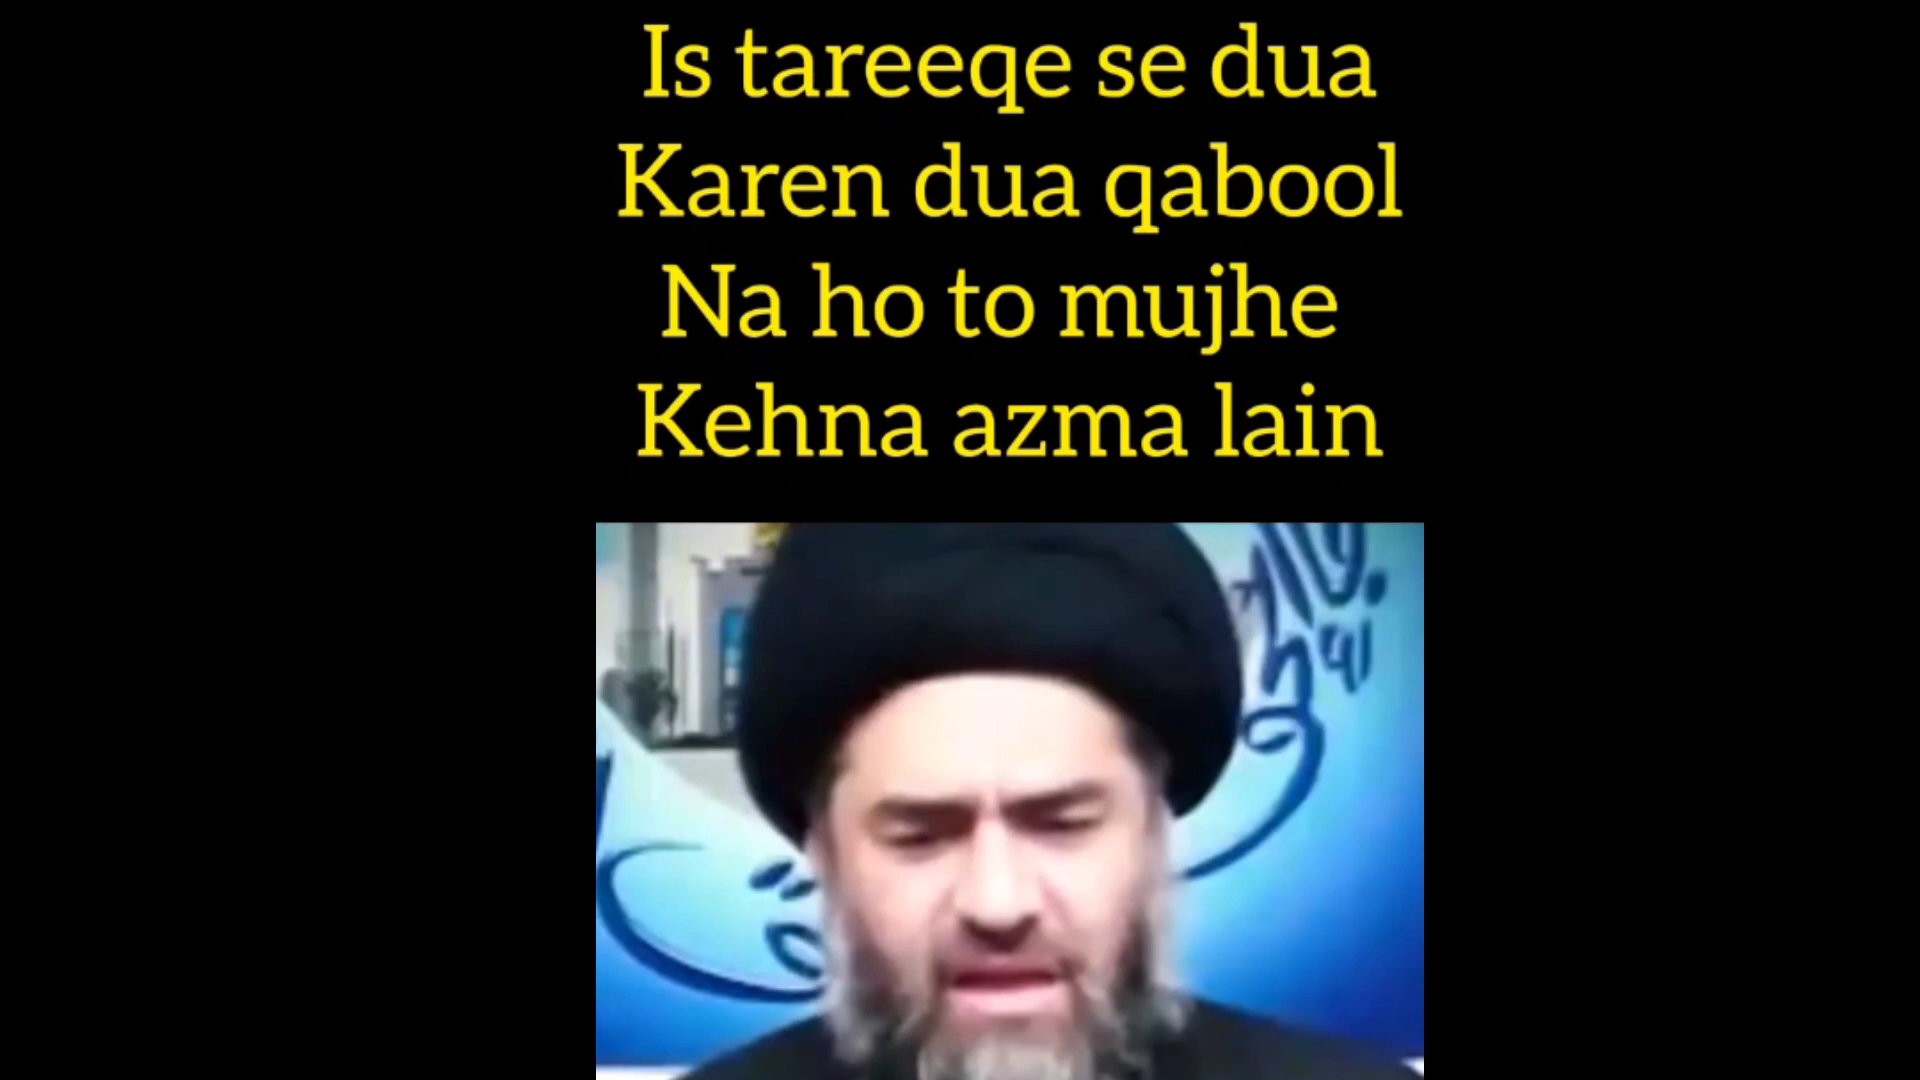 Is tareeqe se dua
Karen dua qabool
Na ho to mujhe
Kehna azma lain